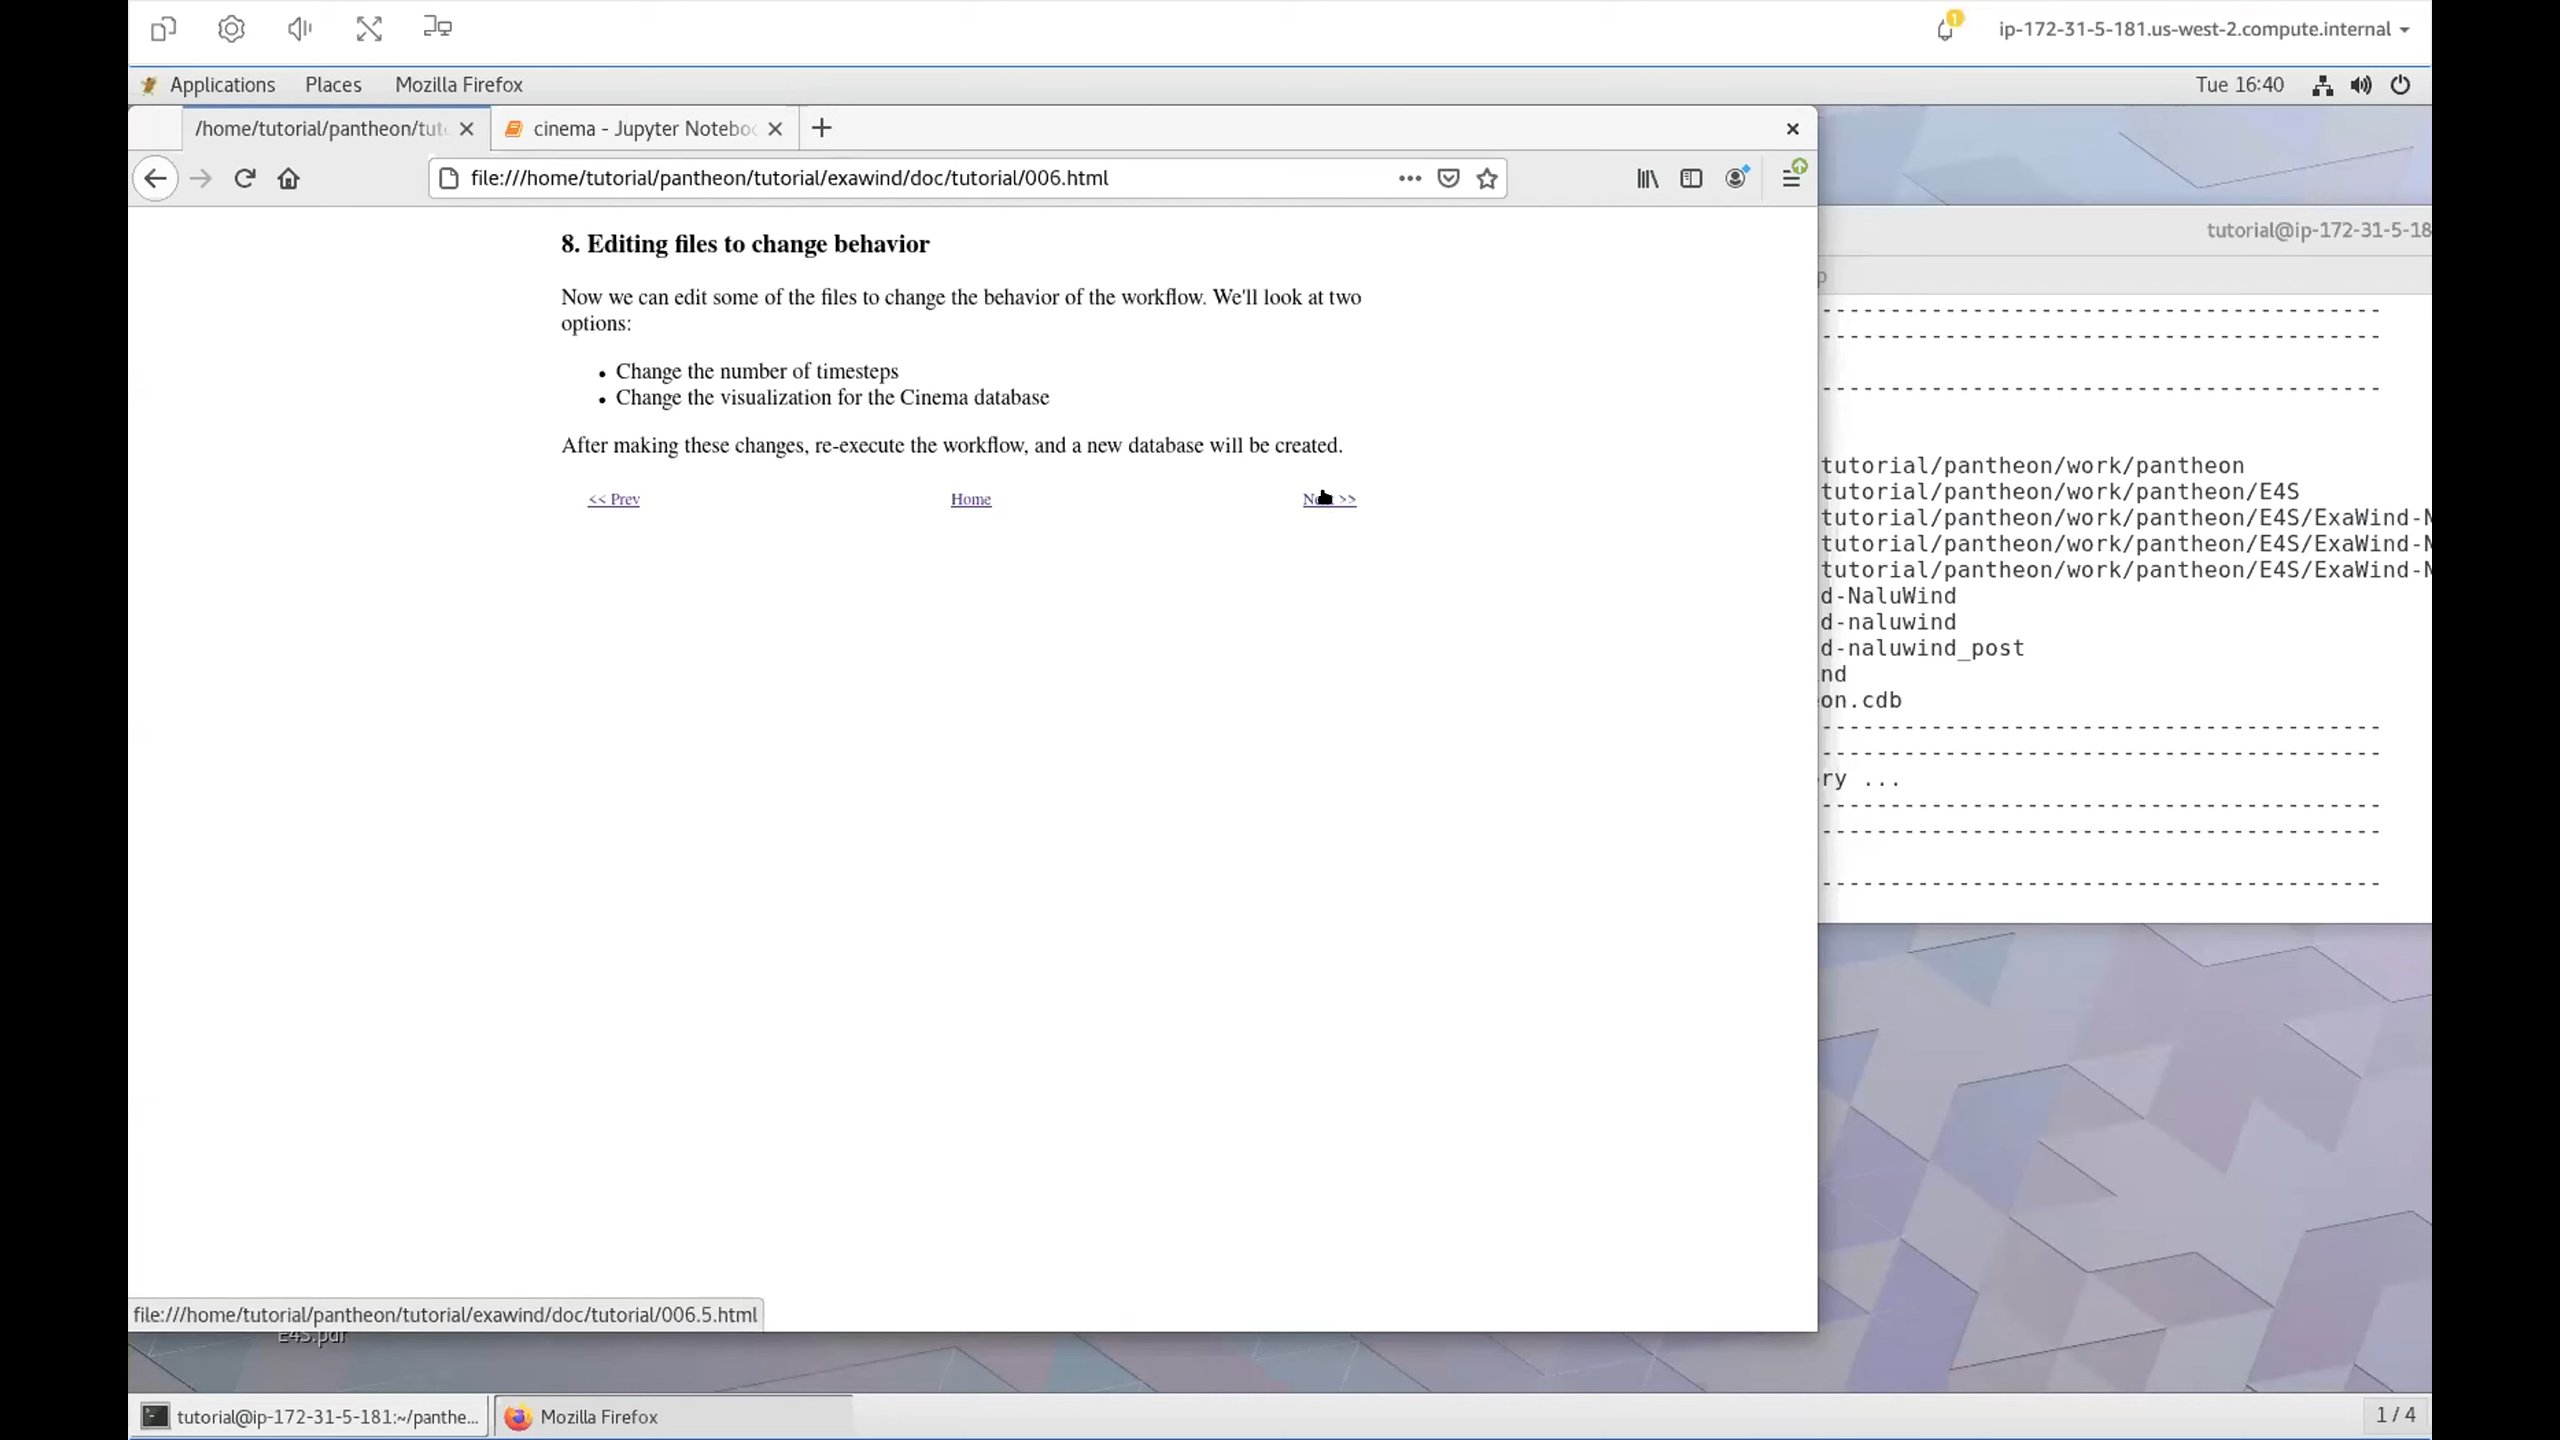 1
ip-172-31-5-181.us-west-2.compute.internal
Applications Places Mozilla Firefox
Tue 16:40
/home/tutorial/pantheon/tut
cinema - Jupyter Notebo
file:///home/tutorial/pantheon/tutorial/exawind/doc/tutorial/006.html
8. Editing files to change behavior
Now we can edit some of the files to change the behavior of the workflow. We'll look at two
options:
• Change the number of timesteps
• Change the visualization for the Cinema database
After making these changes, re-execute the workflow, and a new database will be created.
<< Prev Home >>
file:///home/tutorial/pantheon/tutorial/exawind/doc/tutorial/006.5.html
E4S.pdf
tutorial@ip-172-31-5-18
p
--------------------------------------------
--------------------------------------------
--------------------------------------------
tutorial/pantheon/work/pantheon
tutorial/pantheon/work/pantheon/E4S
tutorial/pantheon/work/pantheon/E4S/ExaWind-N
tutorial/pantheon/work/pantheon/E4S/ExaWind-N
tutorial/pantheon/work/pantheon/E4S/ExaWind-N
d-NaluWind
d-naluwind
d-naluwind_post
nd
on.cdb
--------------------------------------------
--------------------------------------------
ry ...
--------------------------------------------
--------------------------------------------
--------------------------------------------
tutorial@ip-172-31-5-181:~/panthe...
Mozilla Firefox
1 / 4